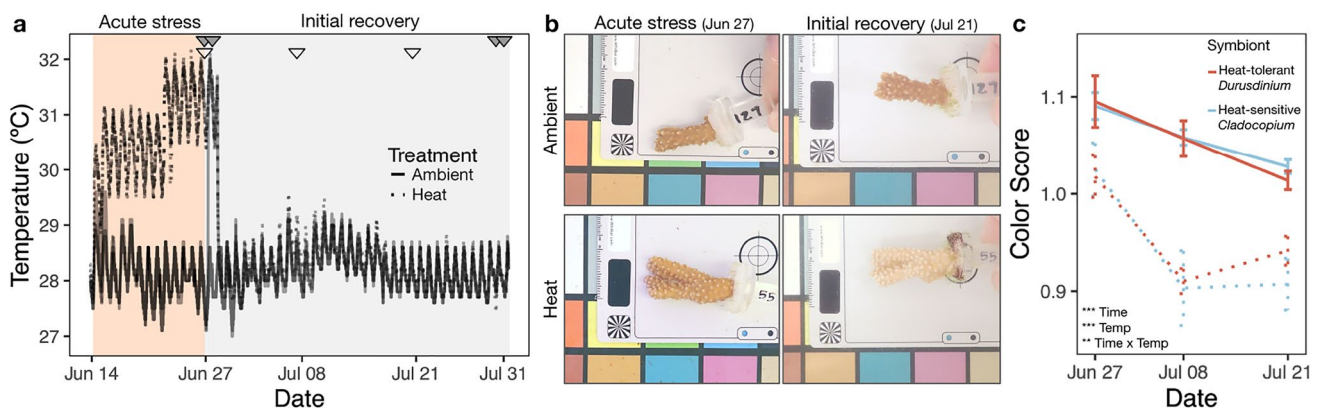 a
Acute stress
Initial recovery
Temperature (°C)
32
31
30
29
28
27
Treatment
Ambient
Heat
Jun 14
Jun 27
Jul 08
Jul 21
Jul 31
Date
b
Acute stress (Jun 27)
Initial recovery (Jul 21)
Ambient
127
127
Heat
55
55
c
Color Score
1.1
1.0
0.9
Symbiont
Heat-tolerant
Durusdinium
Heat-sensitive
Cladocopium
*** Time
*** Temp
** Time x Temp
Jun 27
Jul 08
Jul 21
Date